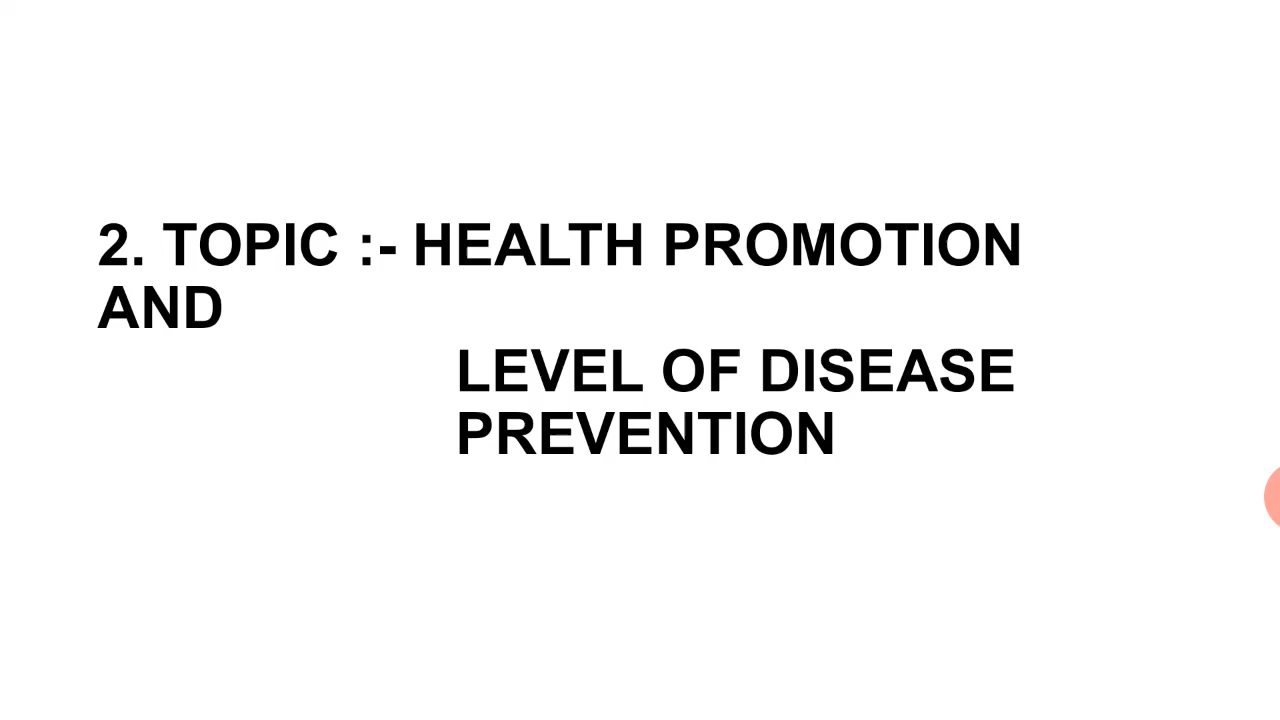 2. TOPIC :- HEALTH PROMOTION
AND
LEVEL OF DISEASE
PREVENTION